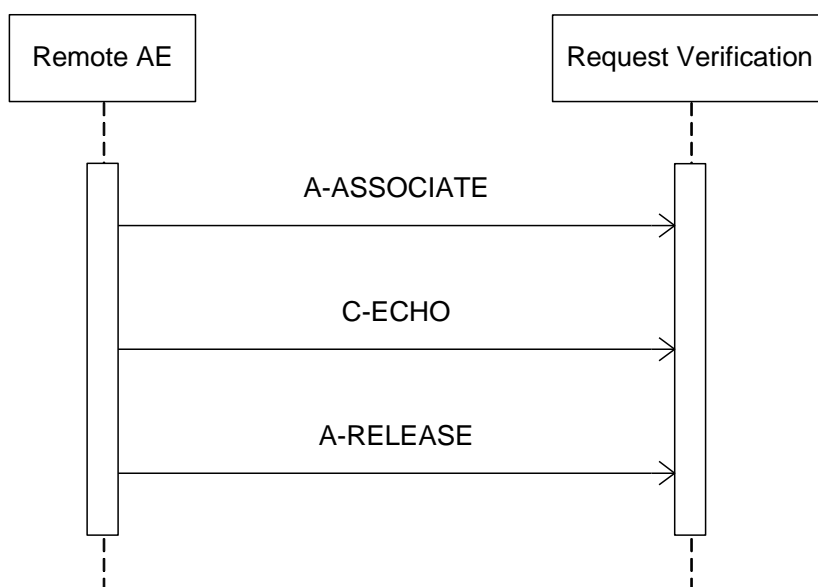 Remote AE
Request Verification
A-ASSOCIATE
C-ECHO
A-RELEASE